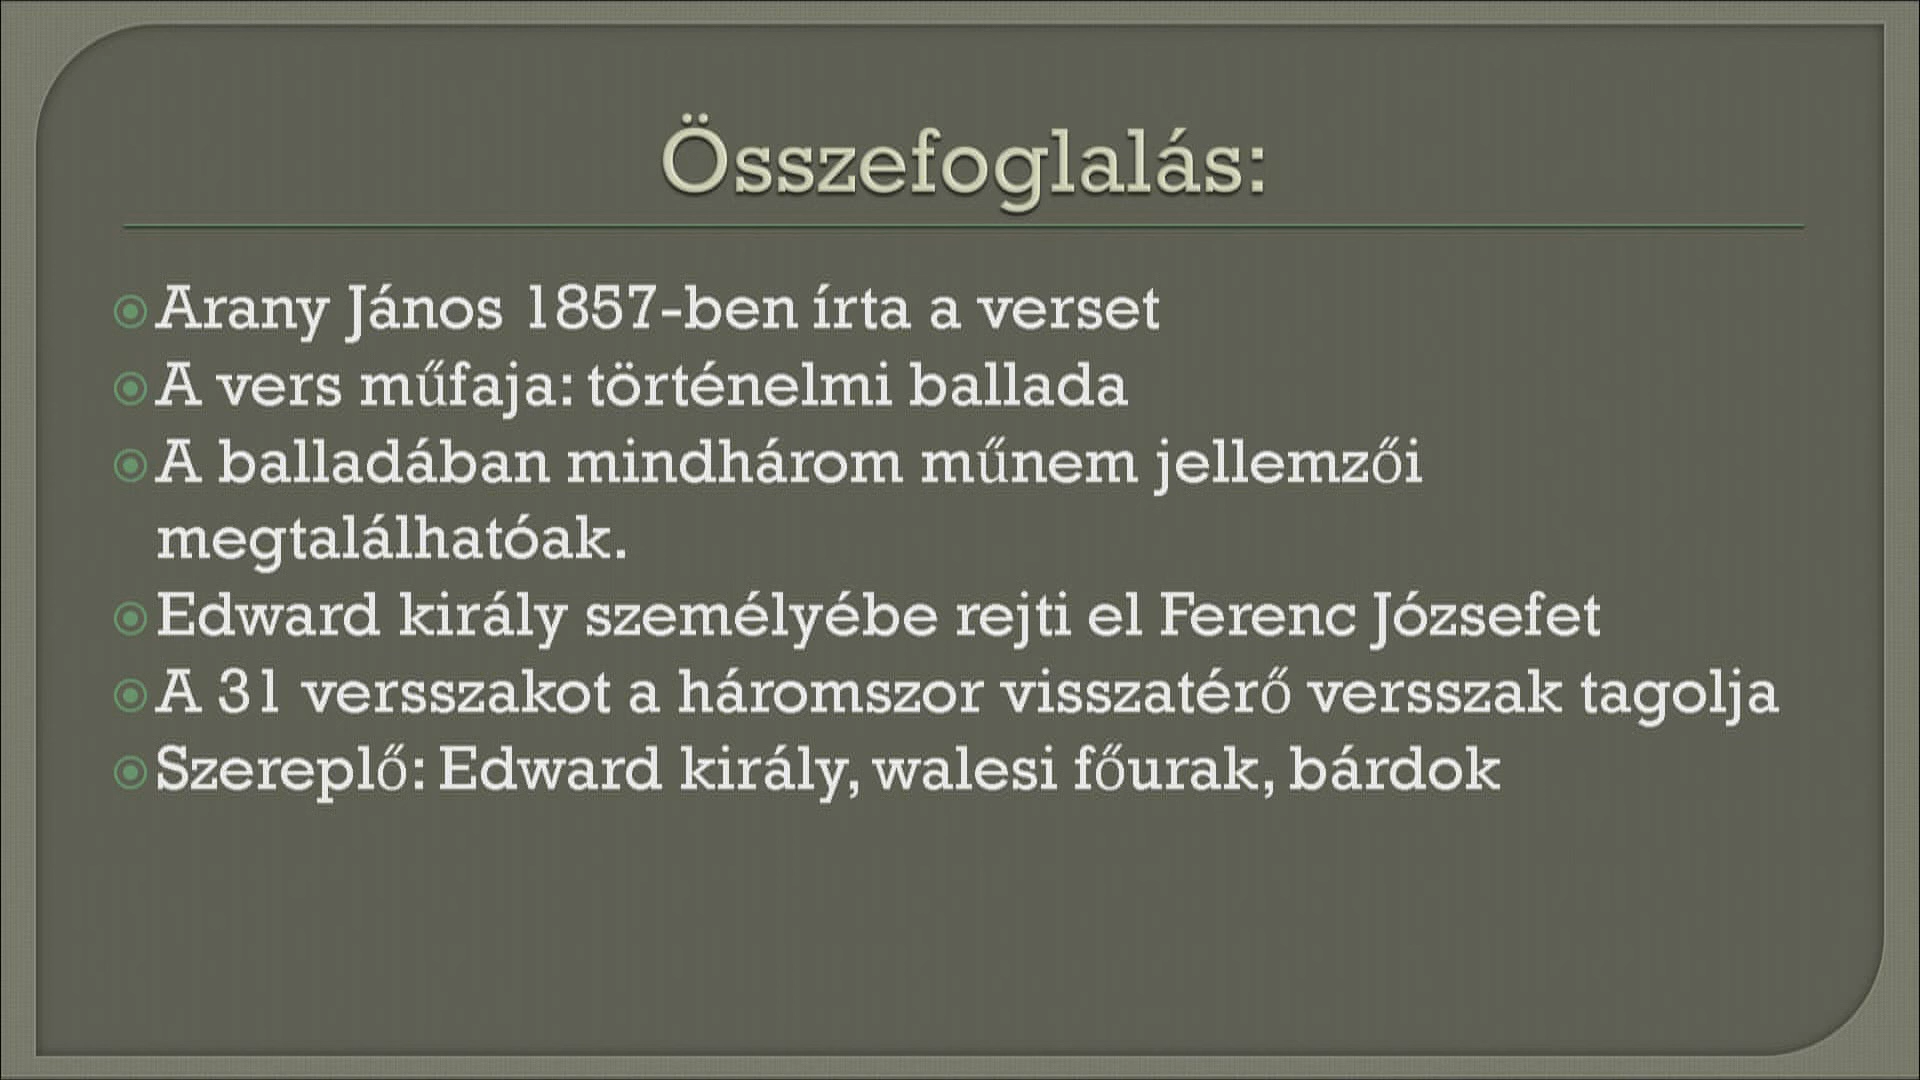 Összefoglalás:
Arany János 1857-ben írta a verset
A vers műfaja: történelmi ballada
A balladában mindhárom műnem jellemzői
megtalálhatóak.
Edward király személyébe rejti el Ferenc Józsefet
A 31 versszakot a háromszor visszatérő versszak tagolja
Szereplő: Edward király, walesi főurak, bárdok